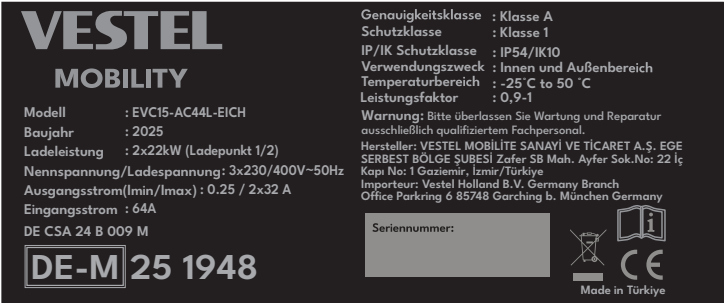 VESTEL
MOBILITY
Modell : EVC15-AC44L-EICH
Baujahr : 2025
Ladeleistung : 2x22kW (Ladepunkt 1/2)
Nennspannung/Ladespannung: 3x230/400V~50Hz
Ausgangsstrom(Imin/Imax) : 0.25 / 2x32 A
Eingangsstrom : 64A
DE CSA 24 B 009 M
DE-M 25 1948
Genauigkeitsklasse : Klasse A
Schutzklasse : Klasse 1
IP/IK Schutzklasse : IP54/IK10
Verwendungszweck : Innen und Außenbereich
Temperaturbereich : -25°C to 50 °C
Leistungsfaktor : 0,9-1
Warnung: Bitte überlassen Sie Wartung und Reparatur
ausschließlich qualifiziertem Fachpersonal.
Hersteller: VESTEL MOBİLİTE SANAYİ VE TİCARET A.Ş. EGE
SERBEST BÖLGE ŞUBESİ Zafer SB Mah. Ayfer Sok.No: 22 İç
Kapı No: 1 Gaziemir, İzmir/Türkiye
Importeur: Vestel Holland B.V. Germany Branch
Office Parkring 6 85748 Garching b. München Germany
Seriennummer:
i
CE
Made in Türkiye